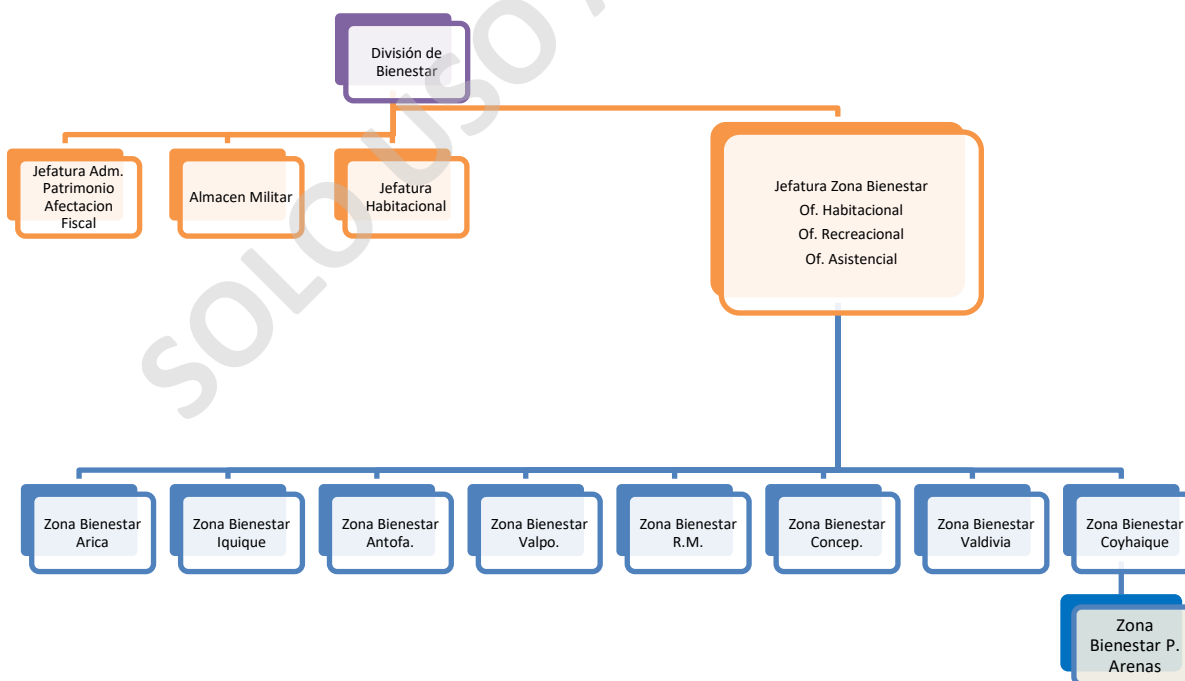 División de
Bienestar
Jefatura Adm.
Patrimonio
Afectacion
Fiscal
Almacen Militar
Jefatura
Habitacional
Jefatura Zona Bienestar
Of. Habitacional
Of. Recreacional
Of. Asistencial
SOLO USO
Zona Bienestar
Arica
Zona Bienestar
Iquique
Zona Bienestar
Antofa.
Zona Bienestar
Valpo.
Zona Bienestar
R.M.
Zona Bienestar
Concep.
Zona Bienestar
Valdivia
Zona Bienestar
Coyhaique
Zona
Bienestar P.
Arenas